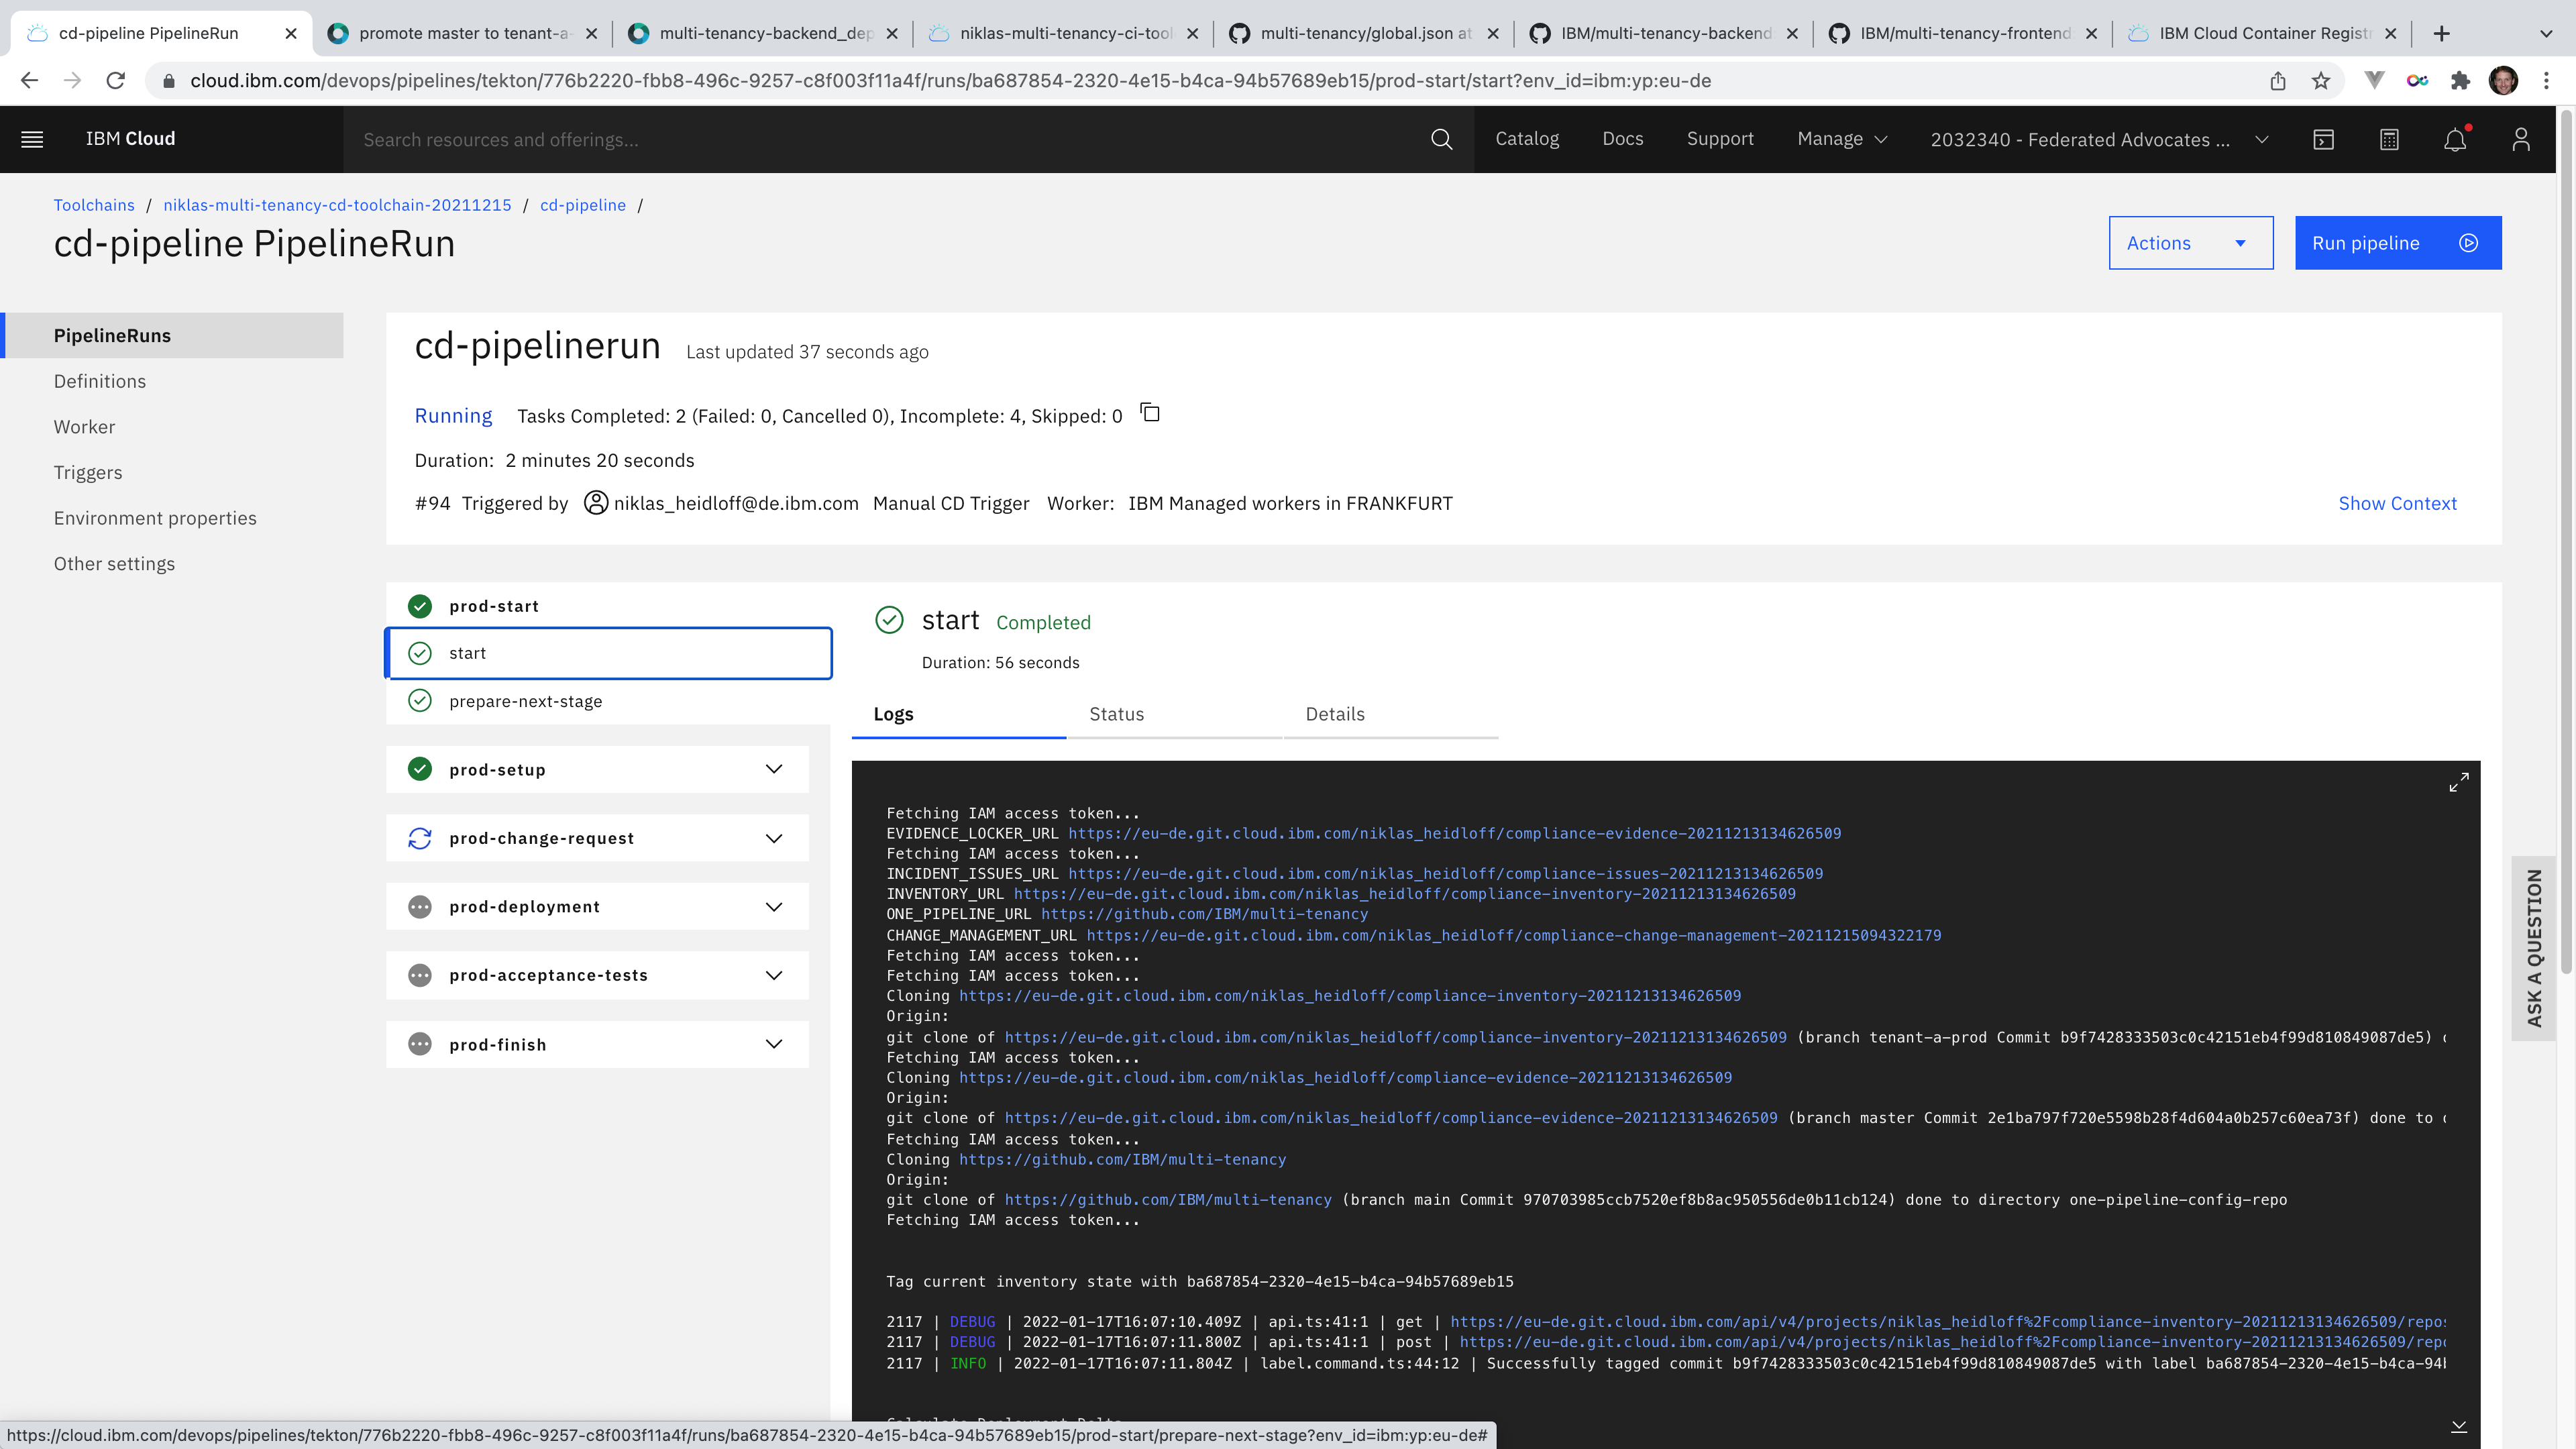 cd-pipeline PipelineRun
promote master to tenant-a-
multi-tenancy-backend_dep
niklas-multi-tenancy-ci-tool
multi-tenancy/global.json at
IBM/multi-tenancy-backend
IBM/multi-tenancy-frontend
IBM Cloud Container Registr
cloud.ibm.com/devops/pipelines/tekton/776b2220-fbb8-496c-9257-c8f003f11a4f/runs/ba687854-2320-4e15-b4ca-94b57689eb15/prod-start/start?env_id=ibm:yp:eu-de
IBM Cloud
Search resources and offerings...
Catalog
Docs
Support
Manage
2032340 - Federated Advocates ...
Toolchains / niklas-multi-tenancy-cd-toolchain-20211215 / cd-pipeline /
cd-pipeline PipelineRun
Actions
Run pipeline
PipelineRuns
Definitions
Worker
Triggers
Environment properties
Other settings
cd-pipelinerun Last updated 37 seconds ago
Running Tasks Completed: 2 (Failed: 0, Cancelled 0), Incomplete: 4, Skipped: 0
Duration: 2 minutes 20 seconds
#94 Triggered by niklas_heidloff@de.ibm.com Manual CD Trigger Worker: IBM Managed workers in FRANKFURT
Show Context
prod-start
start
prepare-next-stage
prod-setup
prod-change-request
prod-deployment
prod-acceptance-tests
prod-finish
start Completed
Duration: 56 seconds
Logs
Status
Details
Fetching IAM access token...
EVIDENCE_LOCKER_URL https://eu-de.git.cloud.ibm.com/niklas_heidloff/compliance-evidence-20211213134626509
Fetching IAM access token...
INCIDENT_ISSUES_URL https://eu-de.git.cloud.ibm.com/niklas_heidloff/compliance-issues-20211213134626509
INVENTORY_URL https://eu-de.git.cloud.ibm.com/niklas_heidloff/compliance-inventory-20211213134626509
ONE_PIPELINE_URL https://github.com/IBM/multi-tenancy
CHANGE_MANAGEMENT_URL https://eu-de.git.cloud.ibm.com/niklas_heidloff/compliance-change-management-20211215094322179
Fetching IAM access token...
Fetching IAM access token...
Cloning https://eu-de.git.cloud.ibm.com/niklas_heidloff/compliance-inventory-20211213134626509
Origin:
git clone of https://eu-de.git.cloud.ibm.com/niklas_heidloff/compliance-inventory-20211213134626509 (branch tenant-a-prod Commit b9f7428333503c0c42151eb4f99d810849087de5)
Fetching IAM access token...
Cloning https://eu-de.git.cloud.ibm.com/niklas_heidloff/compliance-evidence-20211213134626509
Origin:
git clone of https://eu-de.git.cloud.ibm.com/niklas_heidloff/compliance-evidence-20211213134626509 (branch master Commit 2e1ba797f720e5598b28f4d604a0b257c60ea73f) done to
Fetching IAM access token...
Cloning https://github.com/IBM/multi-tenancy
Origin:
git clone of https://github.com/IBM/multi-tenancy (branch main Commit 970703985ccb7520ef8b8ac950556de0b11cb124) done to directory one-pipeline-config-repo
Fetching IAM access token...
Tag current inventory state with ba687854-2320-4e15-b4ca-94b57689eb15
2117 | DEBUG | 2022-01-17T16:07:10.409Z | api.ts:41:1 | get | https://eu-de.git.cloud.ibm.com/api/v4/projects/niklas_heidloff%2Fcompliance-inventory-20211213134626509/repos
2117 | DEBUG | 2022-01-17T16:07:11.800Z | api.ts:41:1 | post | https://eu-de.git.cloud.ibm.com/api/v4/projects/niklas_heidloff%2Fcompliance-inventory-20211213134626509/repo
2117 | INFO | 2022-01-17T16:07:11.804Z | label.command.ts:44:12 | Successfully tagged commit b9f7428333503c0c42151eb4f99d810849087de5 with label ba687854-2320-4e15-b4ca-94b
ASK A QUESTION
https://cloud.ibm.com/devops/pipelines/tekton/776b2220-fbb8-496c-9257-c8f003f11a4f/runs/ba687854-2320-4e15-b4ca-94b57689eb15/prod-start/prepare-next-stage?env_id=ibm:yp:eu-de#